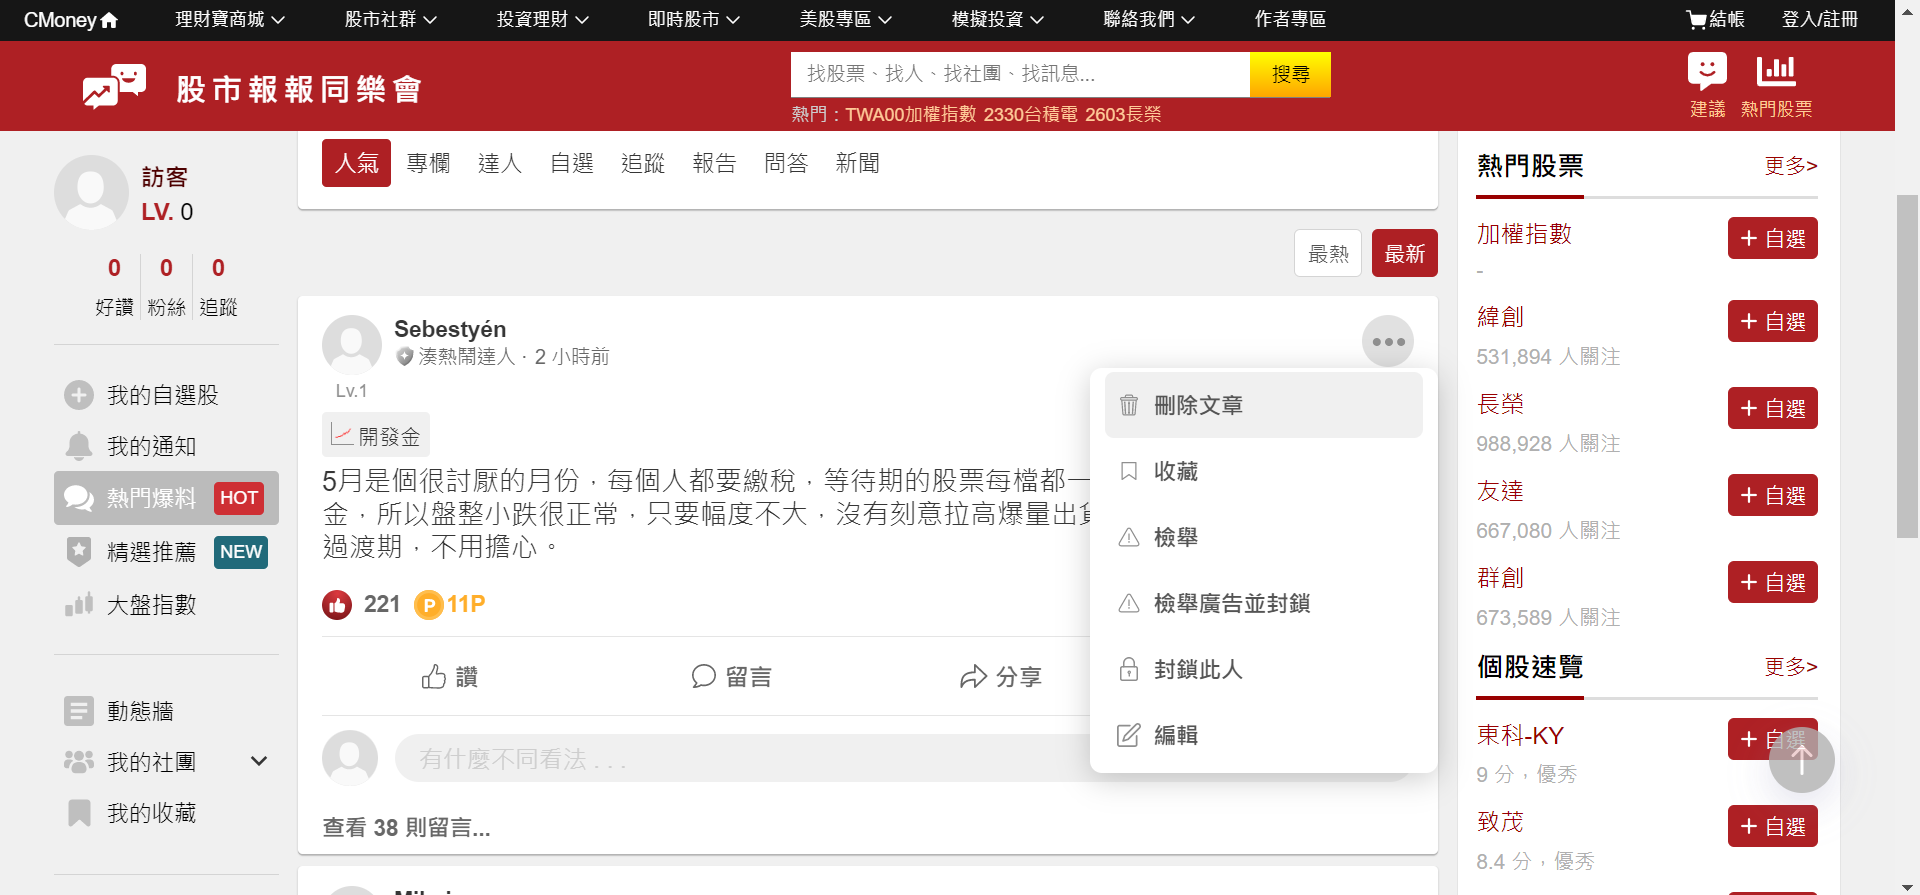 CMoney
理財寶商城
股市社群
投資理財
即時股市
美股專區
模擬投資
聯絡我們
作者專區
結帳
登入/註冊
股市報報同樂會
找股票、找人、找社團、找訊息...
搜尋
熱門：TWA00加權指數 2330台積電 2603長榮
建議
熱門股票
訪客
LV. 0
0 0 0
好讚 粉絲 追蹤
我的自選股
我的通知
熱門爆料 HOT
精選推薦 NEW
大盤指數
動態牆
我的社團
我的收藏
人氣 專欄 達人 自選 追蹤 報告 問答 新聞
最熱 最新
Sebestyén
湊熱鬧達人 · 2 小時前
Lv.1
開發金
5月是個很討厭的月份，每個人都要繳稅，等待期的股票每檔都一
金，所以盤整小跌很正常，只要幅度不大，沒有刻意拉高爆量出
過渡期，不用擔心。
221 P 11P
讚
留言
分享
有什麼不同看法 . . .
查看 38 則留言...
刪除文章
收藏
檢舉
檢舉廣告並封鎖
封鎖此人
編輯
熱門股票 更多>
加權指數 + 自選
-
緯創 + 自選
531,894 人關注
長榮 + 自選
988,928 人關注
友達 + 自選
667,080 人關注
群創 + 自選
673,589 人關注
個股速覽 更多>
東科-KY + 自選
9 分，優秀
致茂 + 自選
8.4 分，優秀